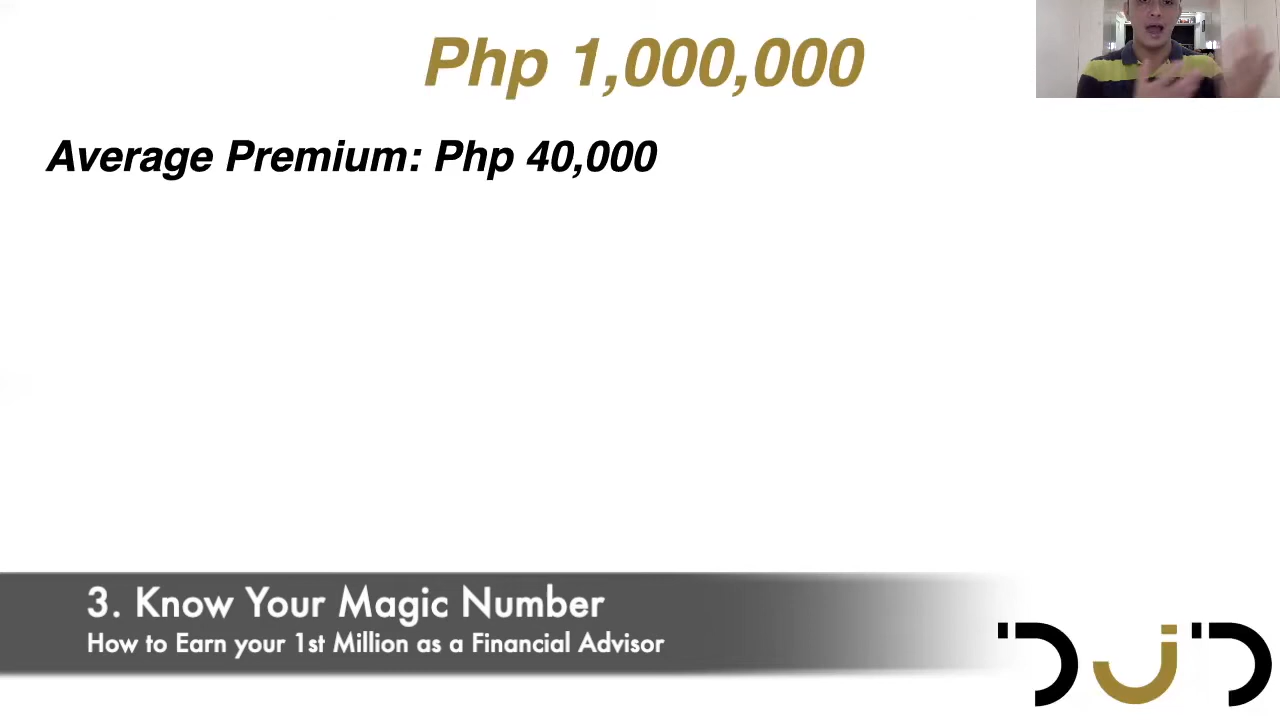 Php 1,000,000
Average Premium: Php 40,000
3. Know Your Magic Number
How to Earn your 1st Million as a Financial Advisor
DJD